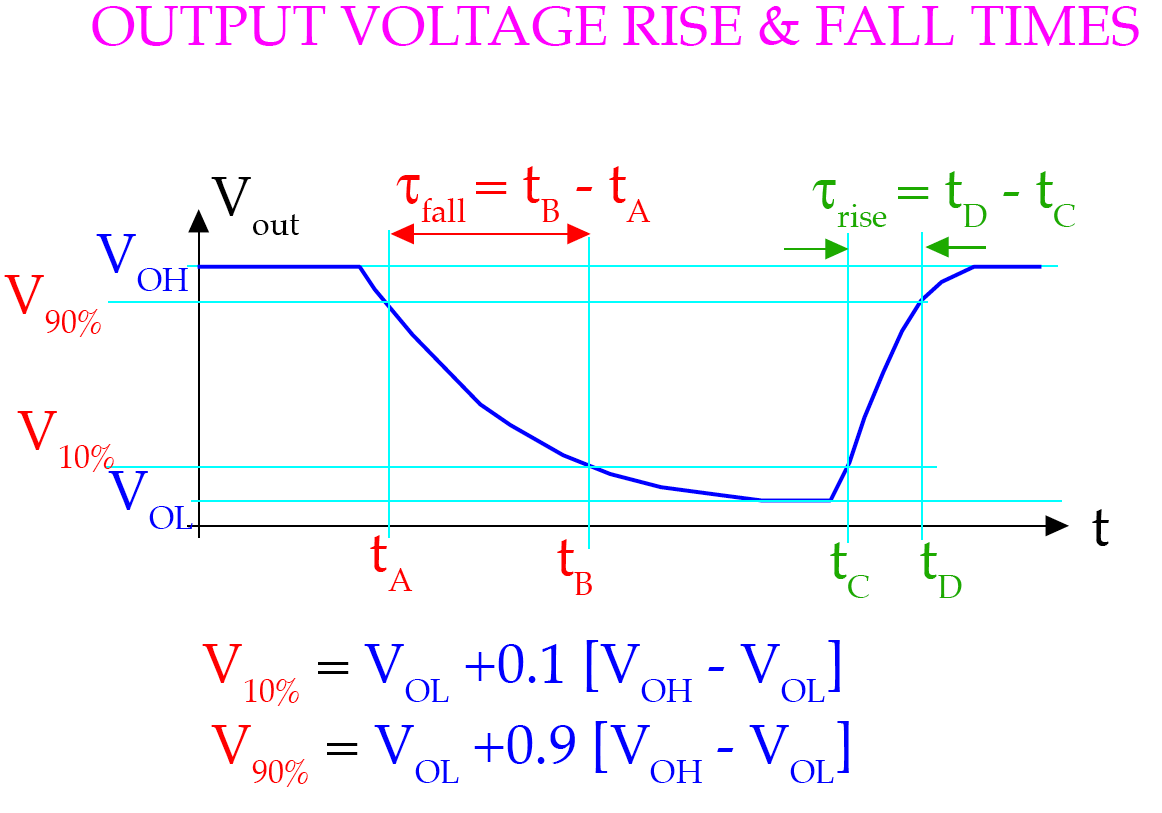 OUTPUT VOLTAGE RISE & FALL TIMES
τfall = tB - tA
τrise = tD - tC
Vout
VOH
V90%
V10%
VOL
t
tA
tB
tC
tD
V10% = VOL +0.1 [VOH - VOL]
V90% = VOL +0.9 [VOH - VOL]